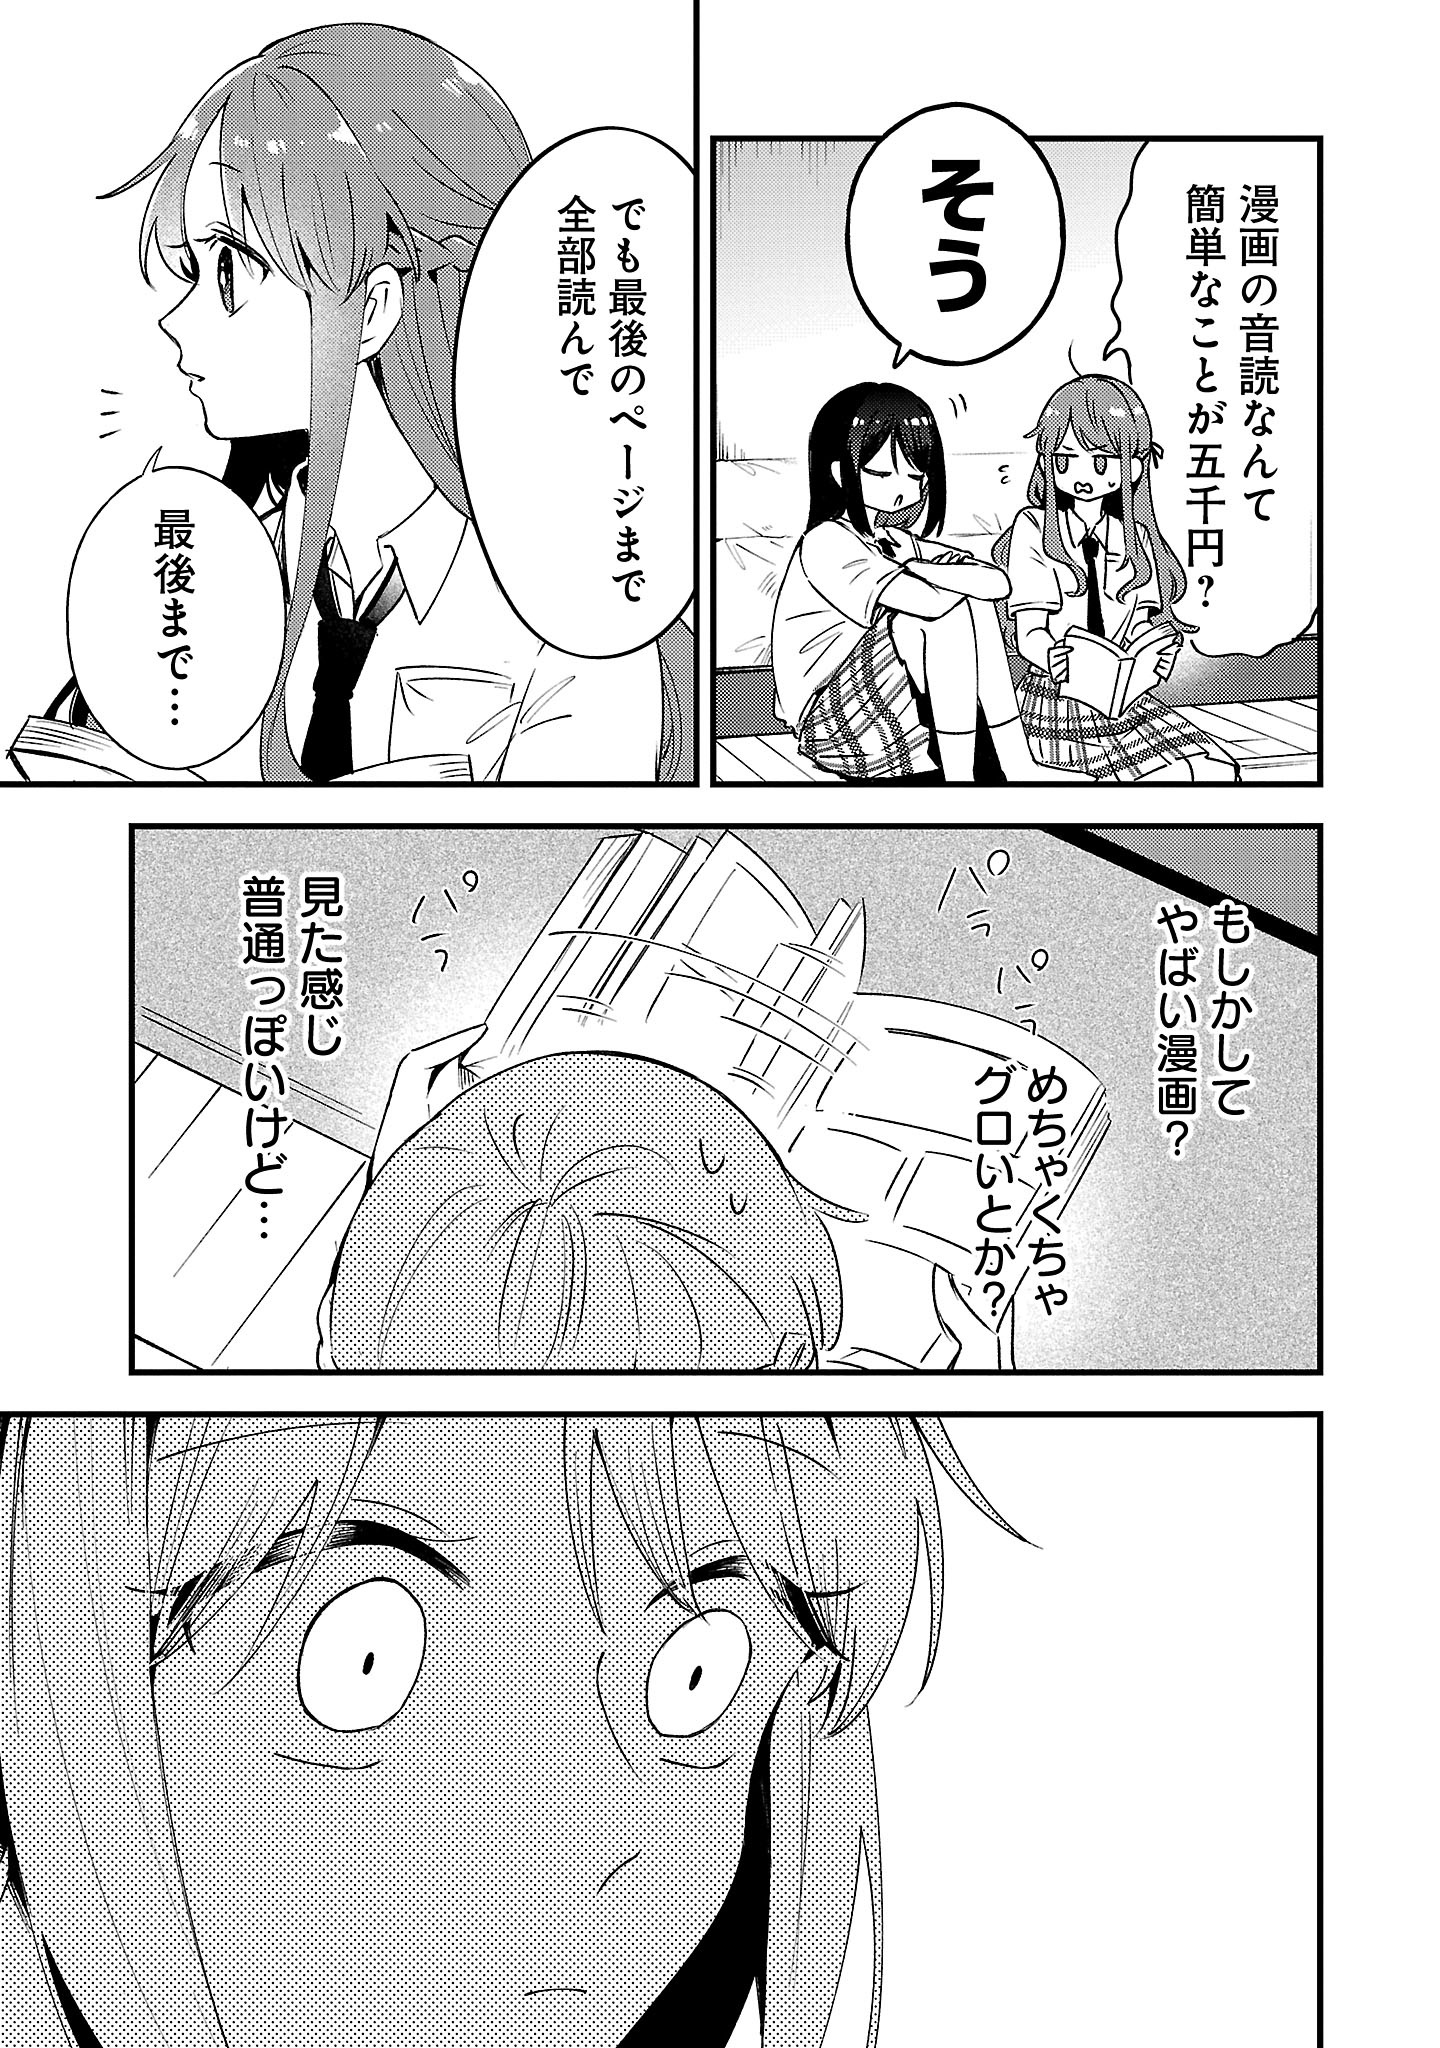 漫画の音読なんて
簡単なことが五千円？
そう
でも最後のページまで
全部読んで
最後まで…
もしかして
やばい漫画？
めちゃくちゃ
グロいとか？
パラ
パラ
見た感じ
普通っぽいけど…